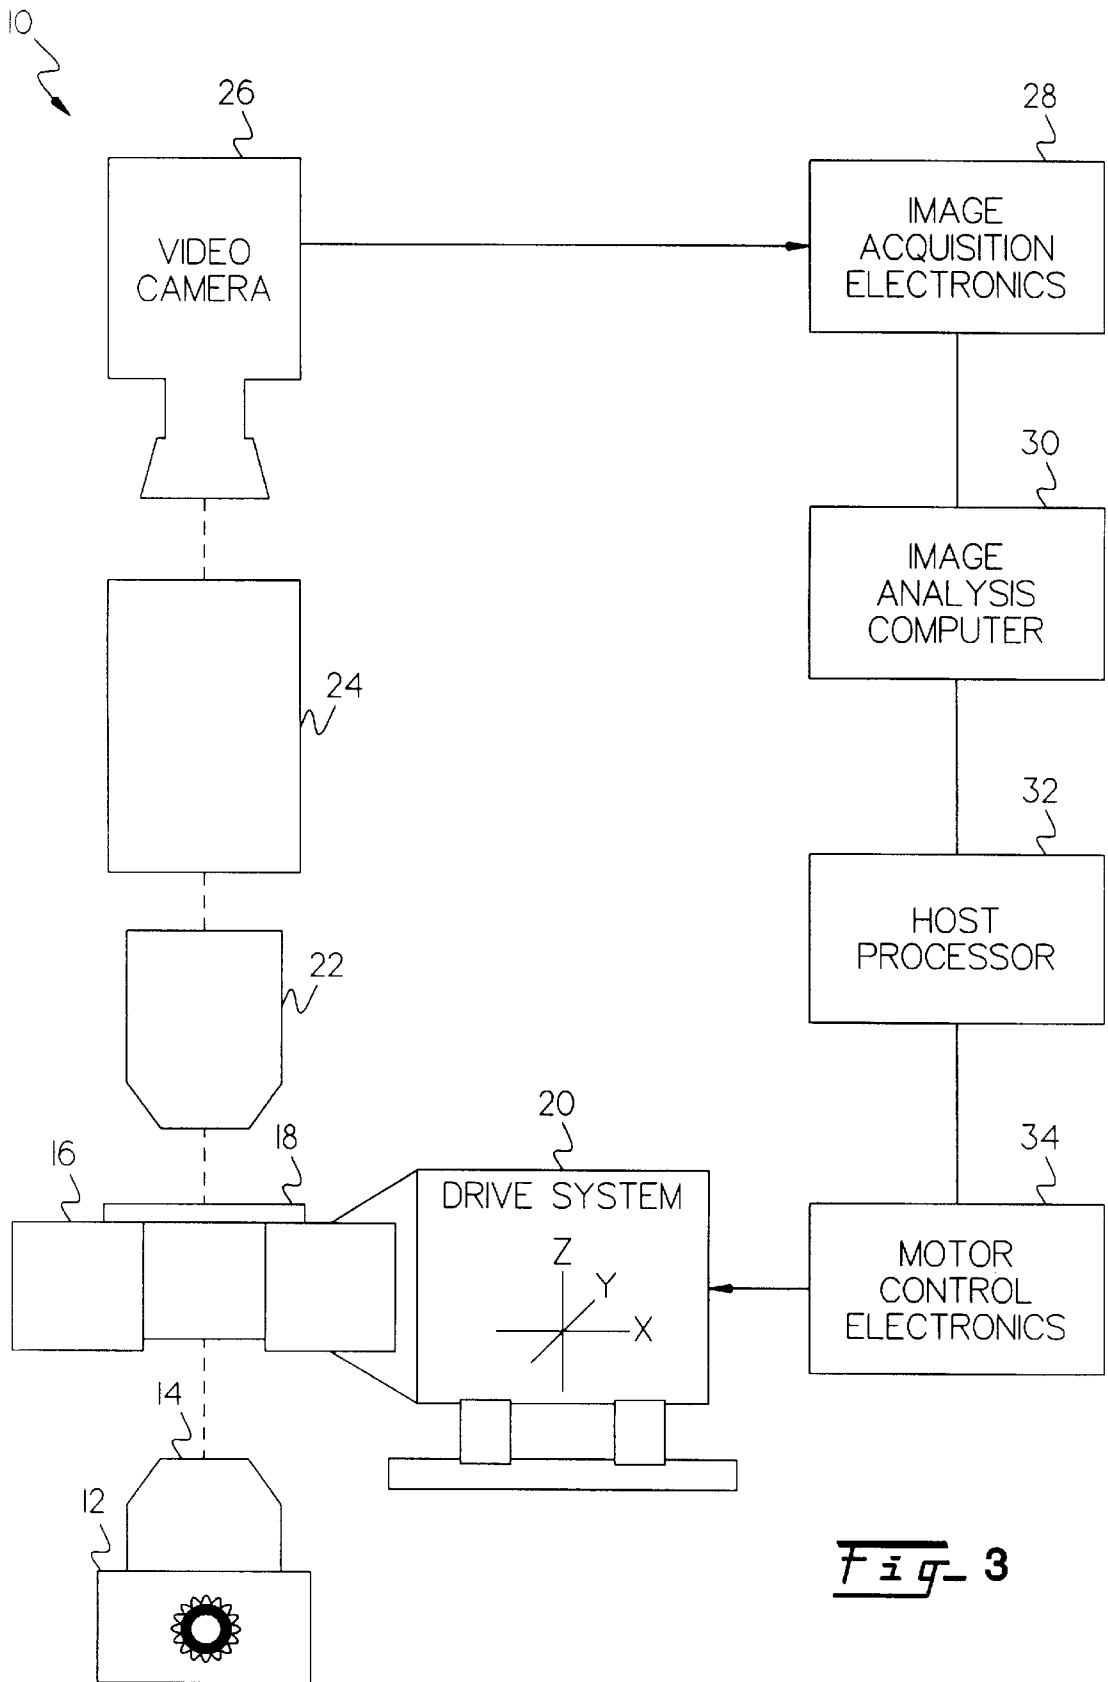 10
26
28
VIDEO
CAMERA
IMAGE
ACQUISITION
ELECTRONICS
30
IMAGE
ANALYSIS
COMPUTER
24
32
HOST
PROCESSOR
22
20
18
16
34
DRIVE SYSTEM
Z
Y
X
MOTOR
CONTROL
ELECTRONICS
14
12
Fig_ 3